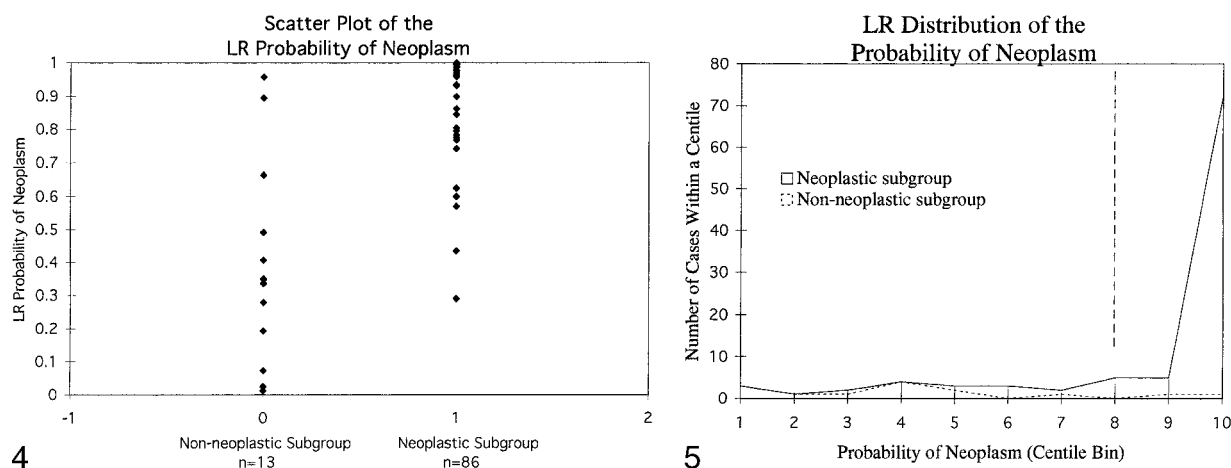 Scatter Plot of the
LR Probability of Neoplasm
LR Probability of Neoplasm
1
0.9
0.8
0.7
0.6
0.5
0.4
0.3
0.2
0.1
0
-1 0 1 2
Non-neoplastic Subgroup Neoplastic Subgroup
n=13 n=86
4
LR Distribution of the
Probability of Neoplasm
Number of Cases Within a Centile
80
70
60
50
40
30
20
10
0
Neoplastic subgroup
Non-neoplastic subgroup
1 2 3 4 5 6 7 8 9 10
Probability of Neoplasm (Centile Bin)
5